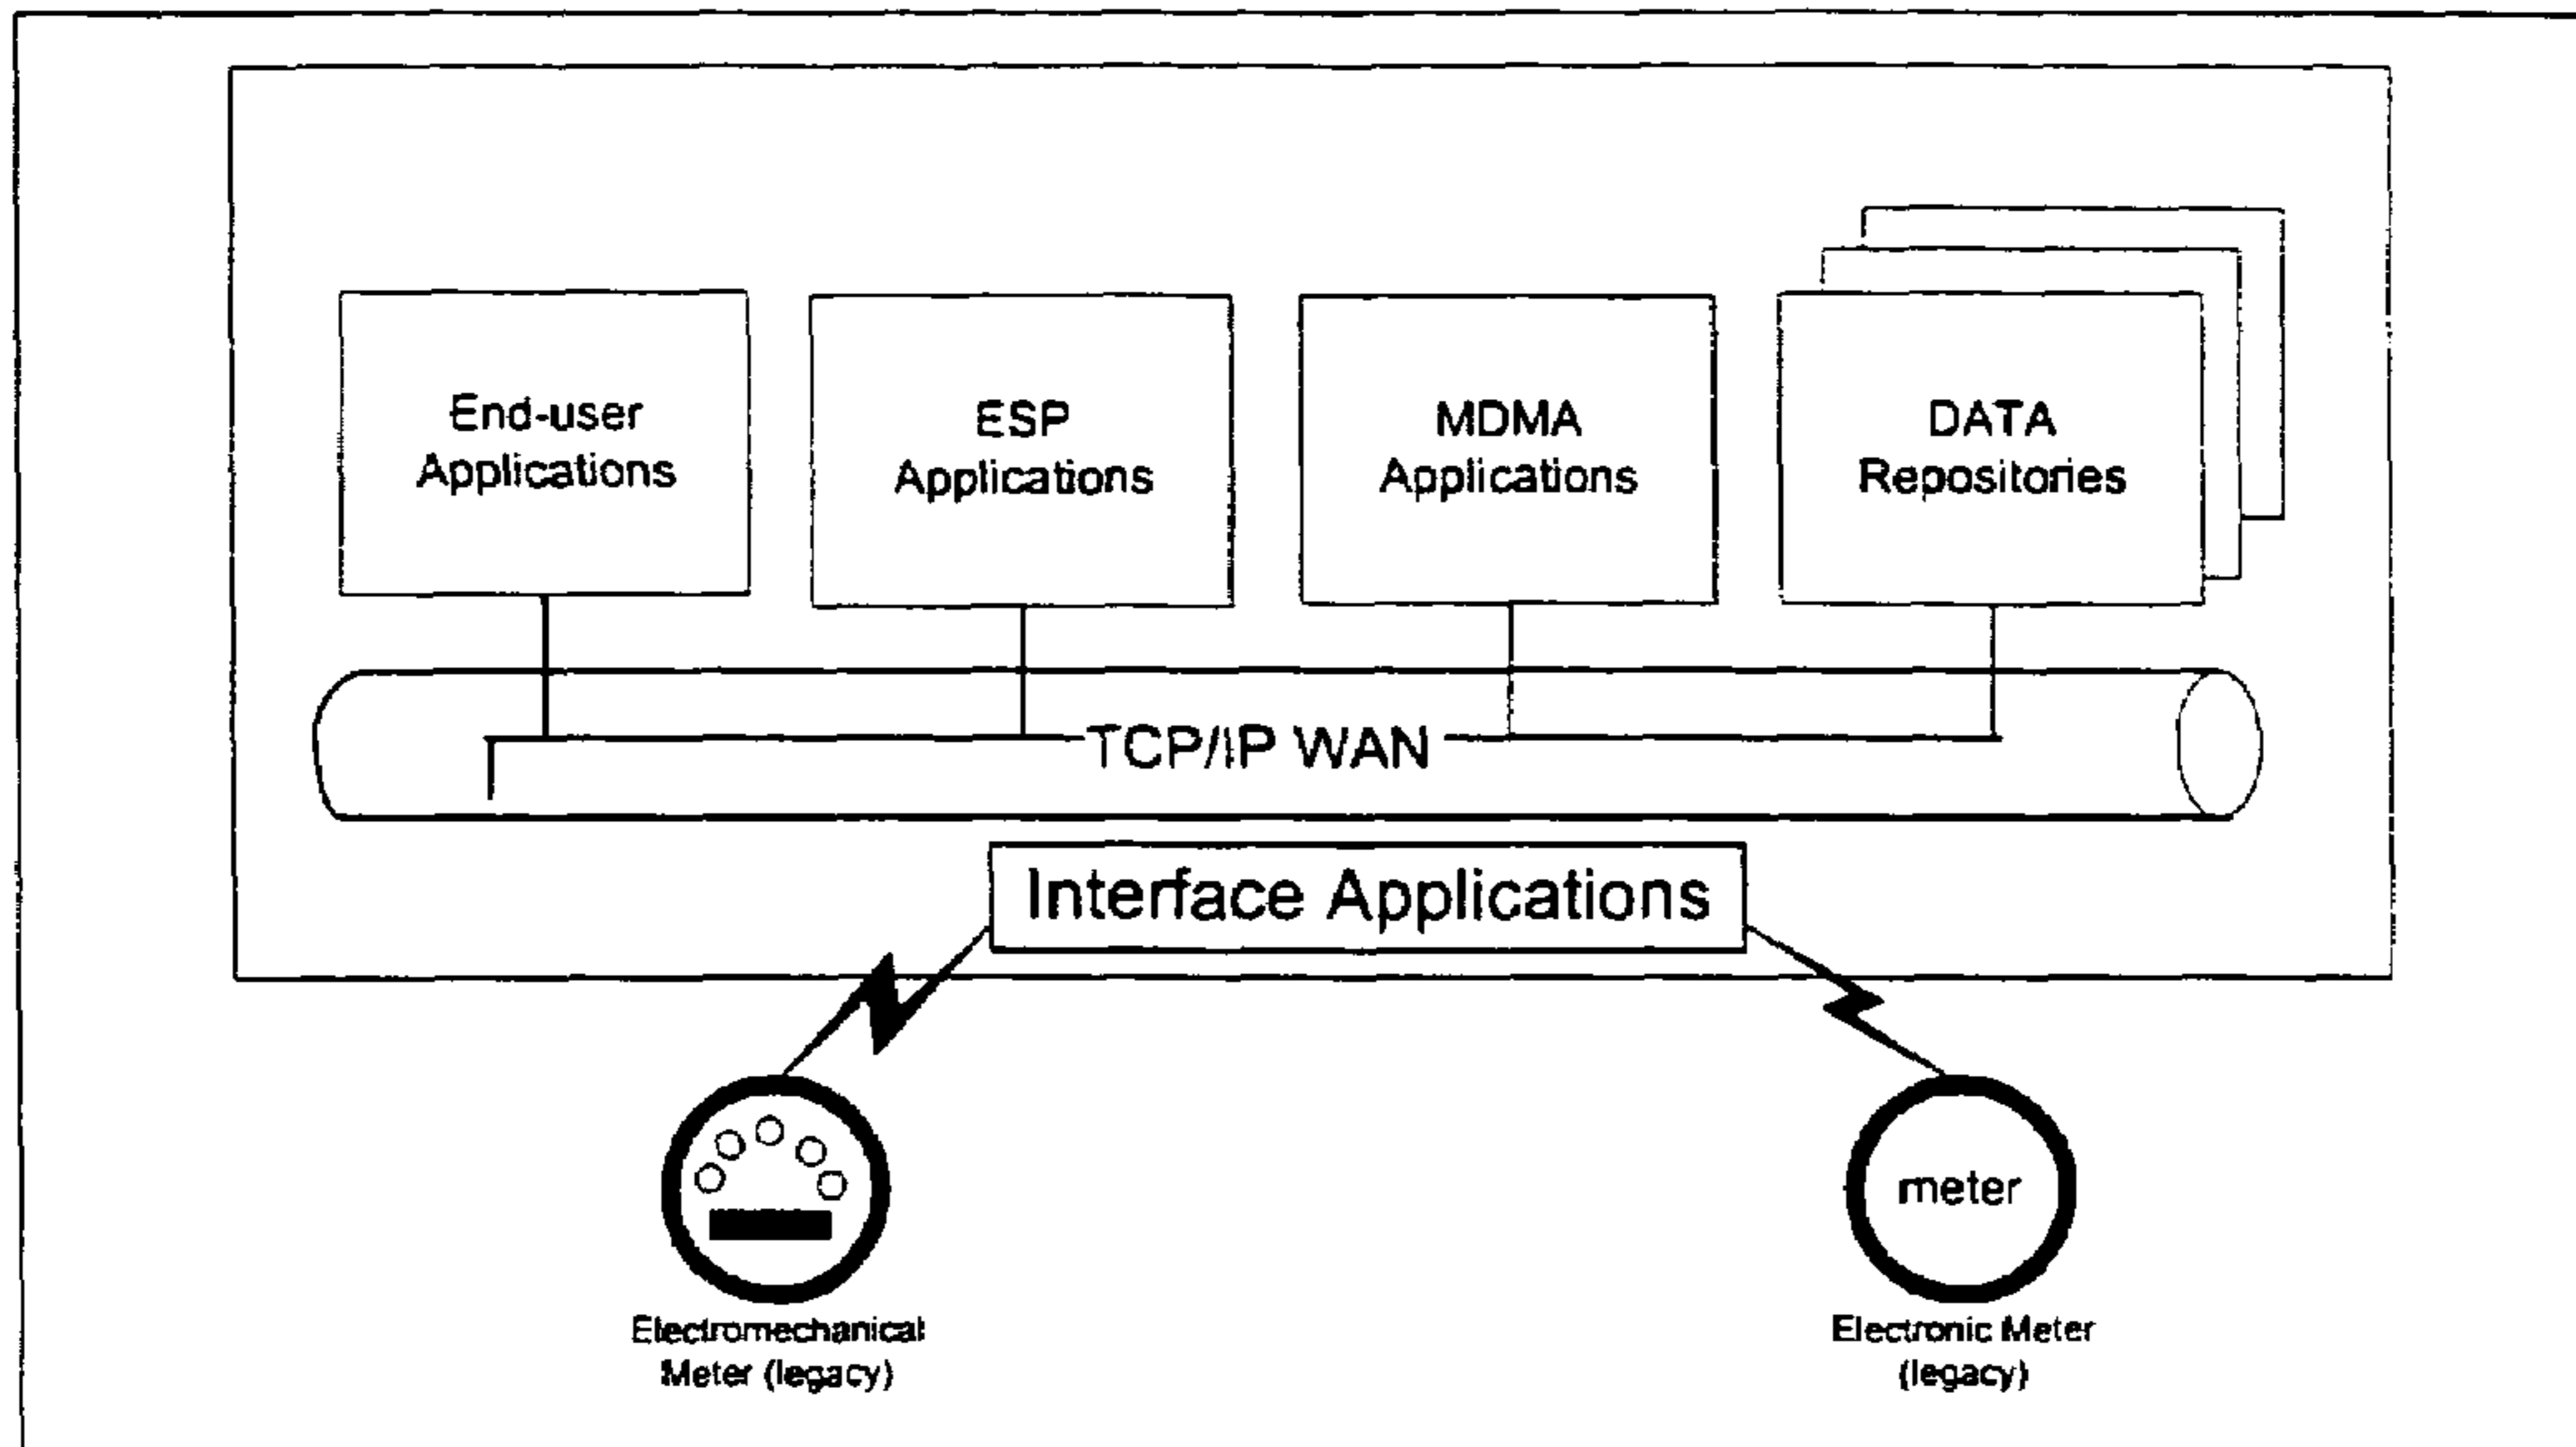 End-user
Applications
ESP
Applications
MDMA
Applications
DATA
Repositories
TCP/IP WAN
Interface Applications
meter
Electromechanical
Meter (legacy)
Electronic Meter
(legacy)